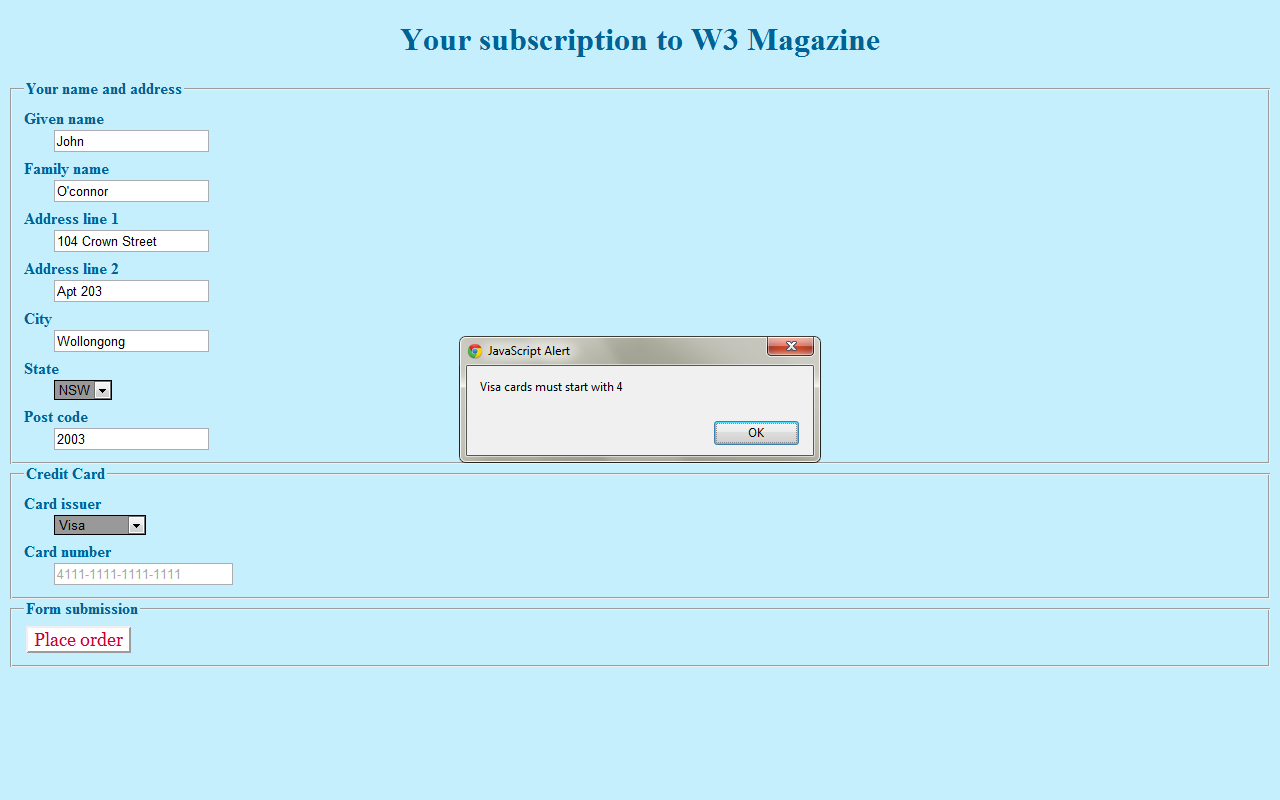 Your subscription to W3 Magazine
Your name and address
Given name
John
Family name
O'connor
Address line 1
104 Crown Street
Address line 2
Apt 203
City
Wollongong
State
NSW
Post code
2003
JavaScript Alert
Visa cards must start with 4
OK
Credit Card
Card issuer
Visa
Card number
4111-1111-1111-1111
Form submission
Place order